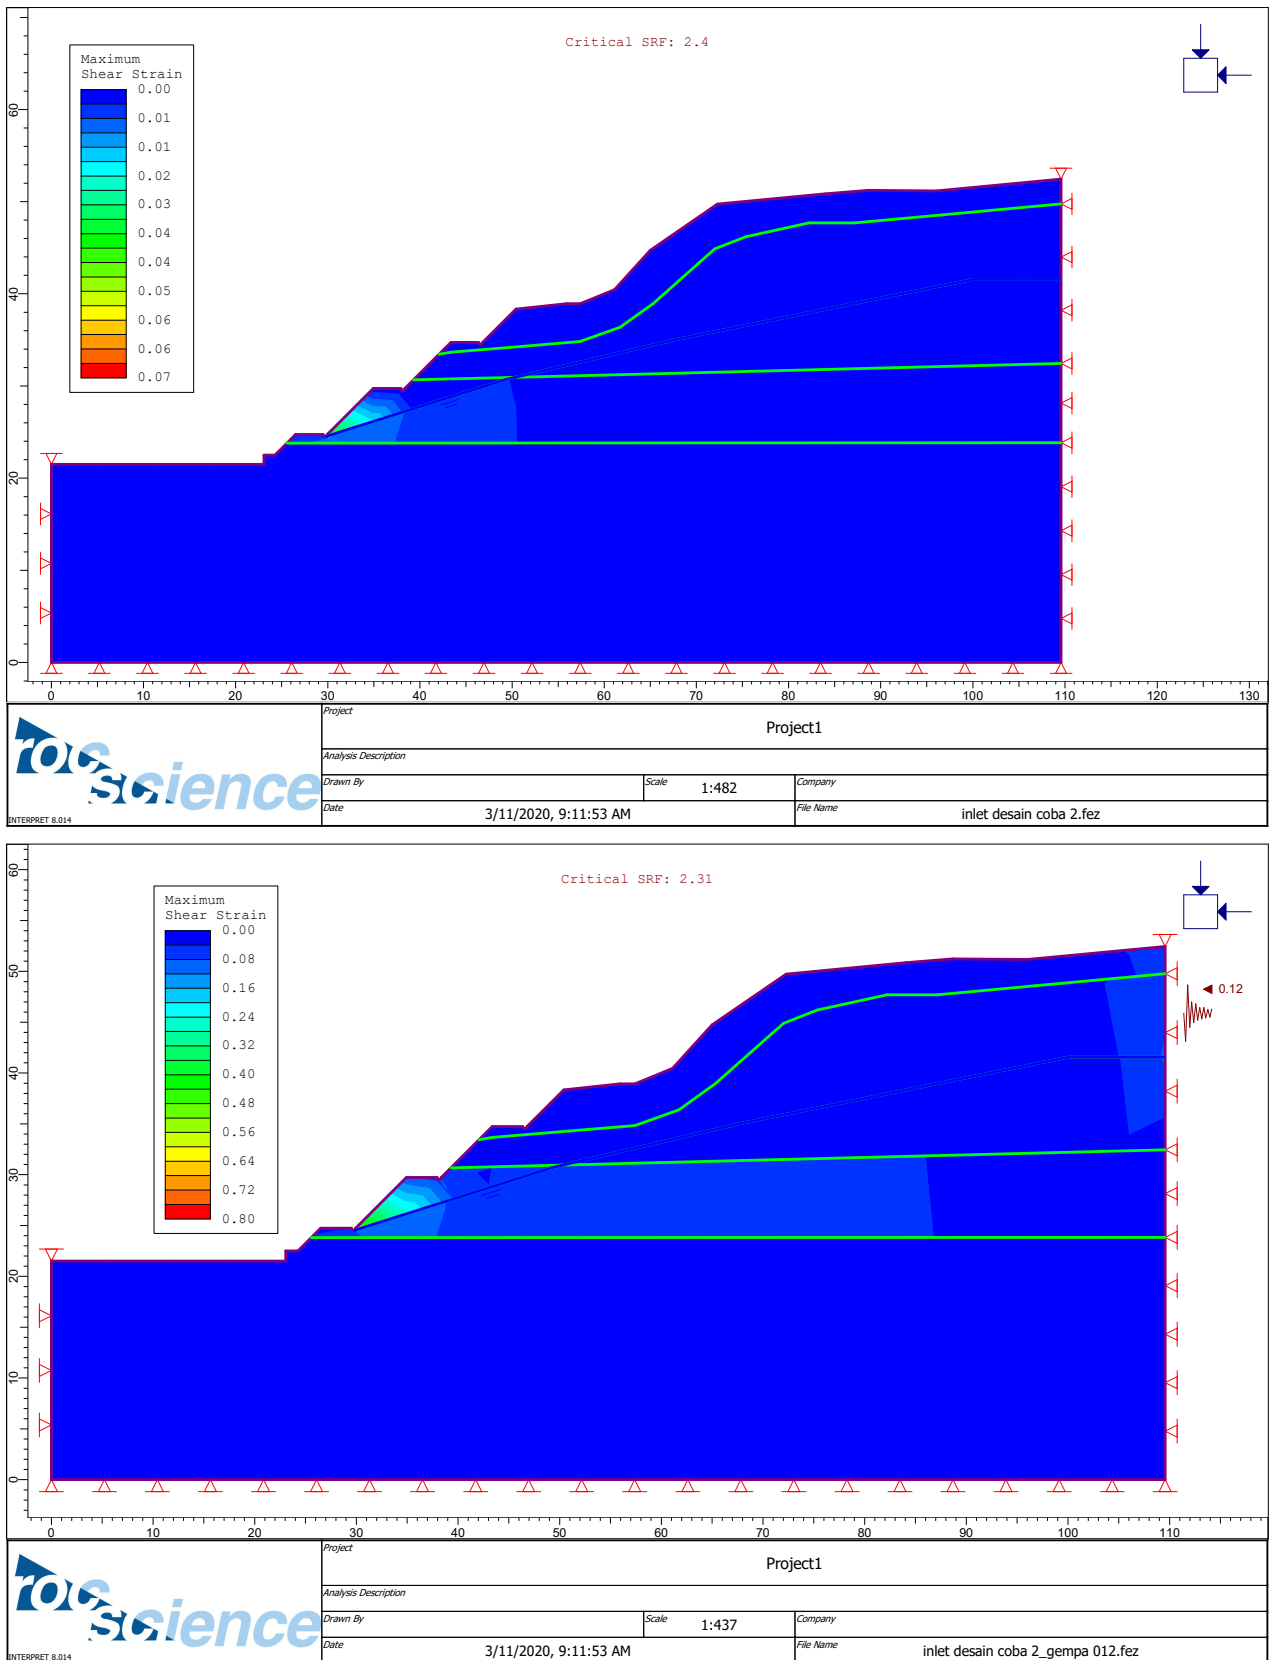 Critical SRF: 2.4
Maximum
Shear Strain
0.00
0.01
0.01
0.02
0.03
0.04
0.04
0.05
0.06
0.06
0.07
60
40
20
0
0 10 20 30 40 50 60 70 80 90 100 110 120 130
rocscience
INTERPRET 8.014
Project
Project1
Analysis Description
Drawn By
Scale
1:482
Company
Date
3/11/2020, 9:11:53 AM
File Name
inlet desain coba 2.fez
Critical SRF: 2.31
Maximum
Shear Strain
0.00
0.08
0.16
0.24
0.32
0.40
0.48
0.56
0.64
0.72
0.80
0.12
60
50
40
30
20
10
0
0 10 20 30 40 50 60 70 80 90 100 110
rocscience
INTERPRET 8.014
Project
Project1
Analysis Description
Drawn By
Scale
1:437
Company
Date
3/11/2020, 9:11:53 AM
File Name
inlet desain coba 2_gempa 012.fez